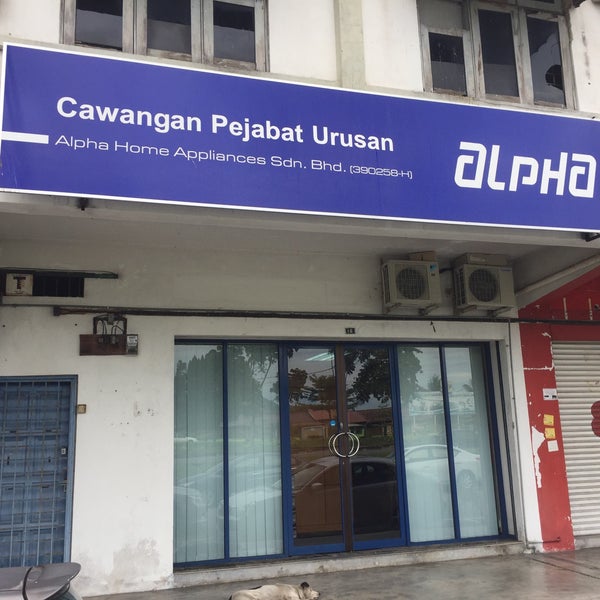 Cawangan Pejabat Urusan
Alpha Home Appliances Sdn. Bhd. (390258-H)
alpha
T